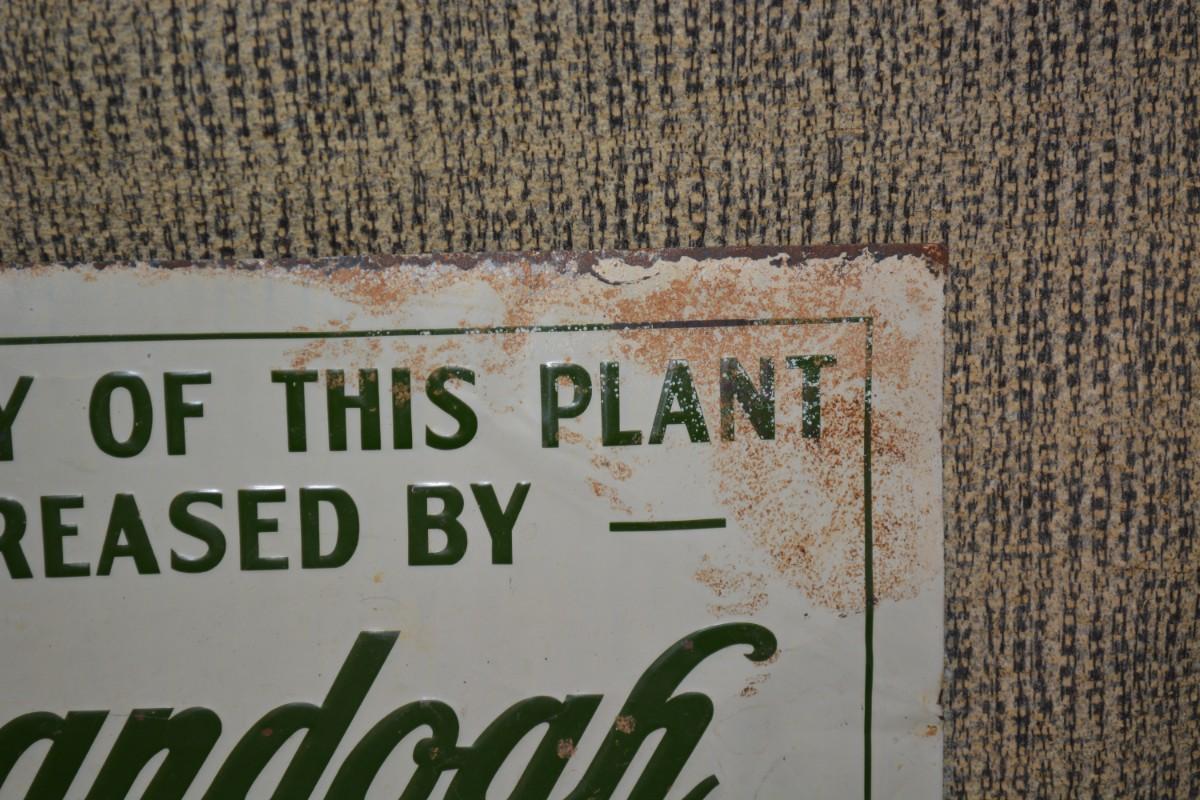 Y OF THIS PLANT
REASED BY —
andoah